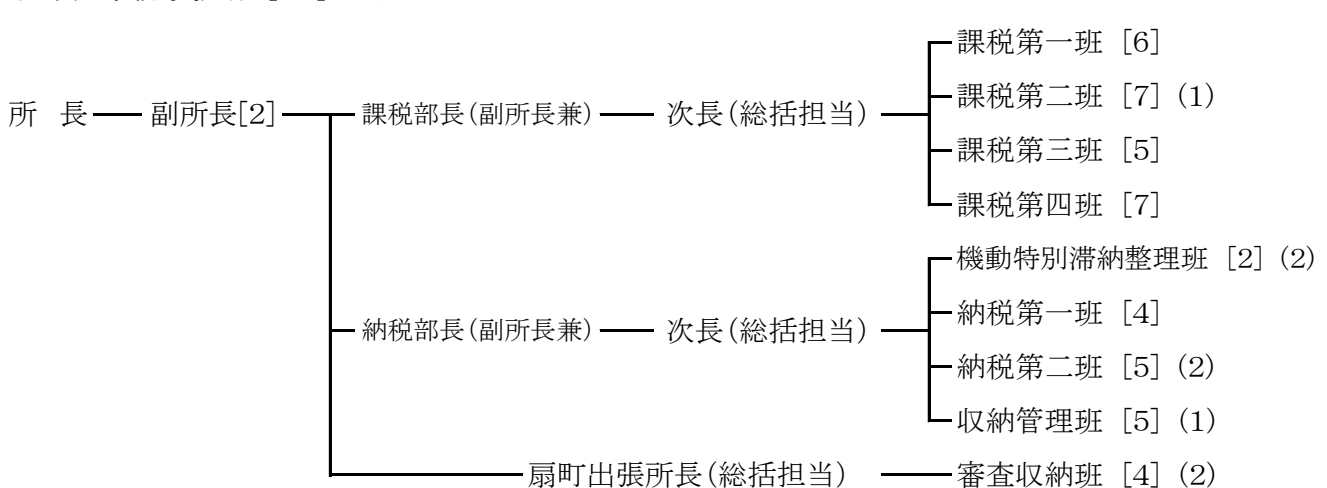 課税第一班 [6]
所 長 副所長[2] 課税部長(副所長兼) 次長(総括担当) 課税第二班 [7] (1)
課税第三班 [5]
課税第四班 [7]
機動特別滞納整理班 [2] (2)
納税第一班 [4]
納税部長(副所長兼) 次長(総括担当)
納税第二班 [5] (2)
収納管理班 [5] (1)
扇町出張所長(総括担当) 審査収納班 [4] (2)